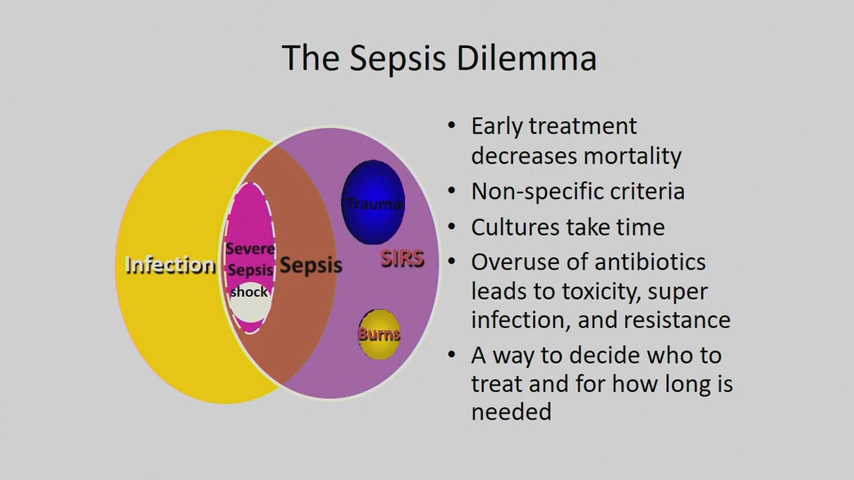 The Sepsis Dilemma
Infection
Severe
Sepsis
shock
Sepsis
Trauma
SIRS
Burns
• Early treatment
decreases mortality
• Non-specific criteria
• Cultures take time
• Overuse of antibiotics
leads to toxicity, super
infection, and resistance
• A way to decide who to
treat and for how long is
needed